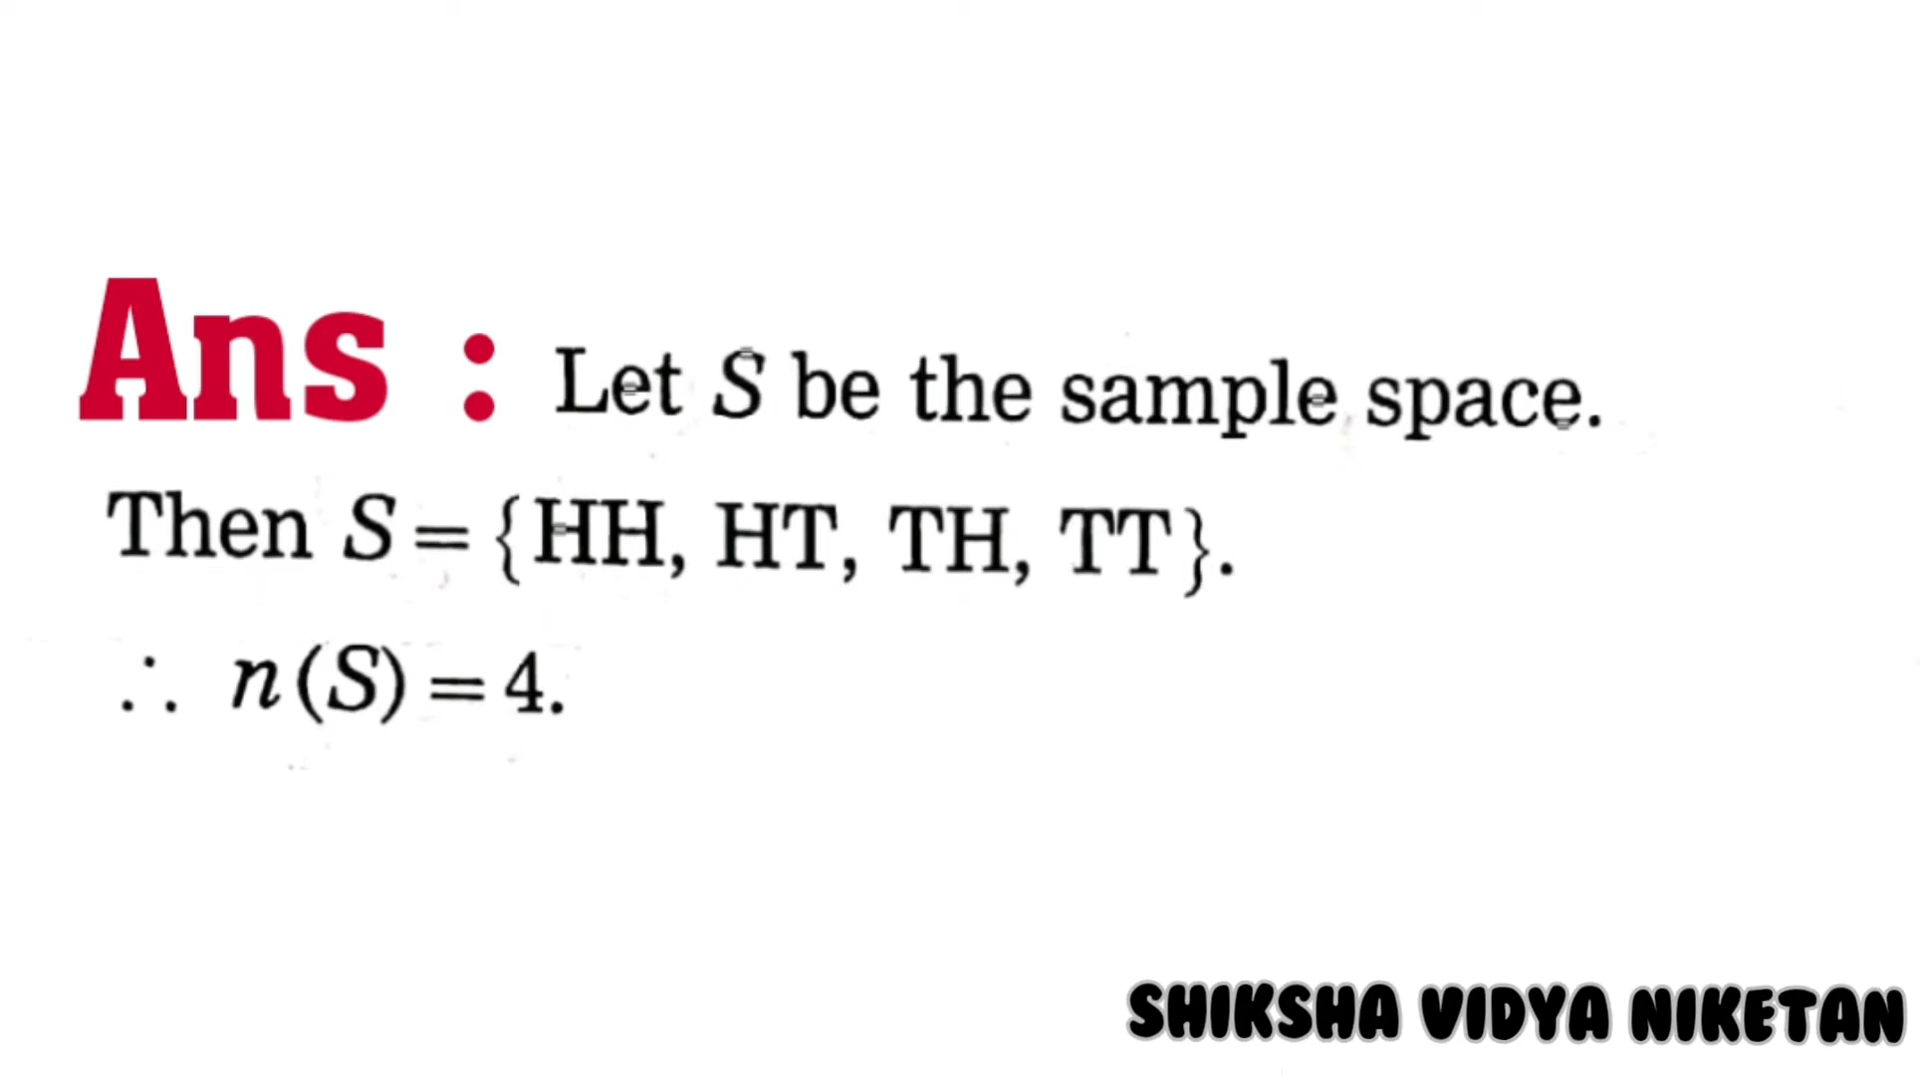 Ans : Let S be the sample space.
Then S = {HH, HT, TH, TT}.
∴ n(S) = 4.
SHIKSHA VIDYA NIKETAN